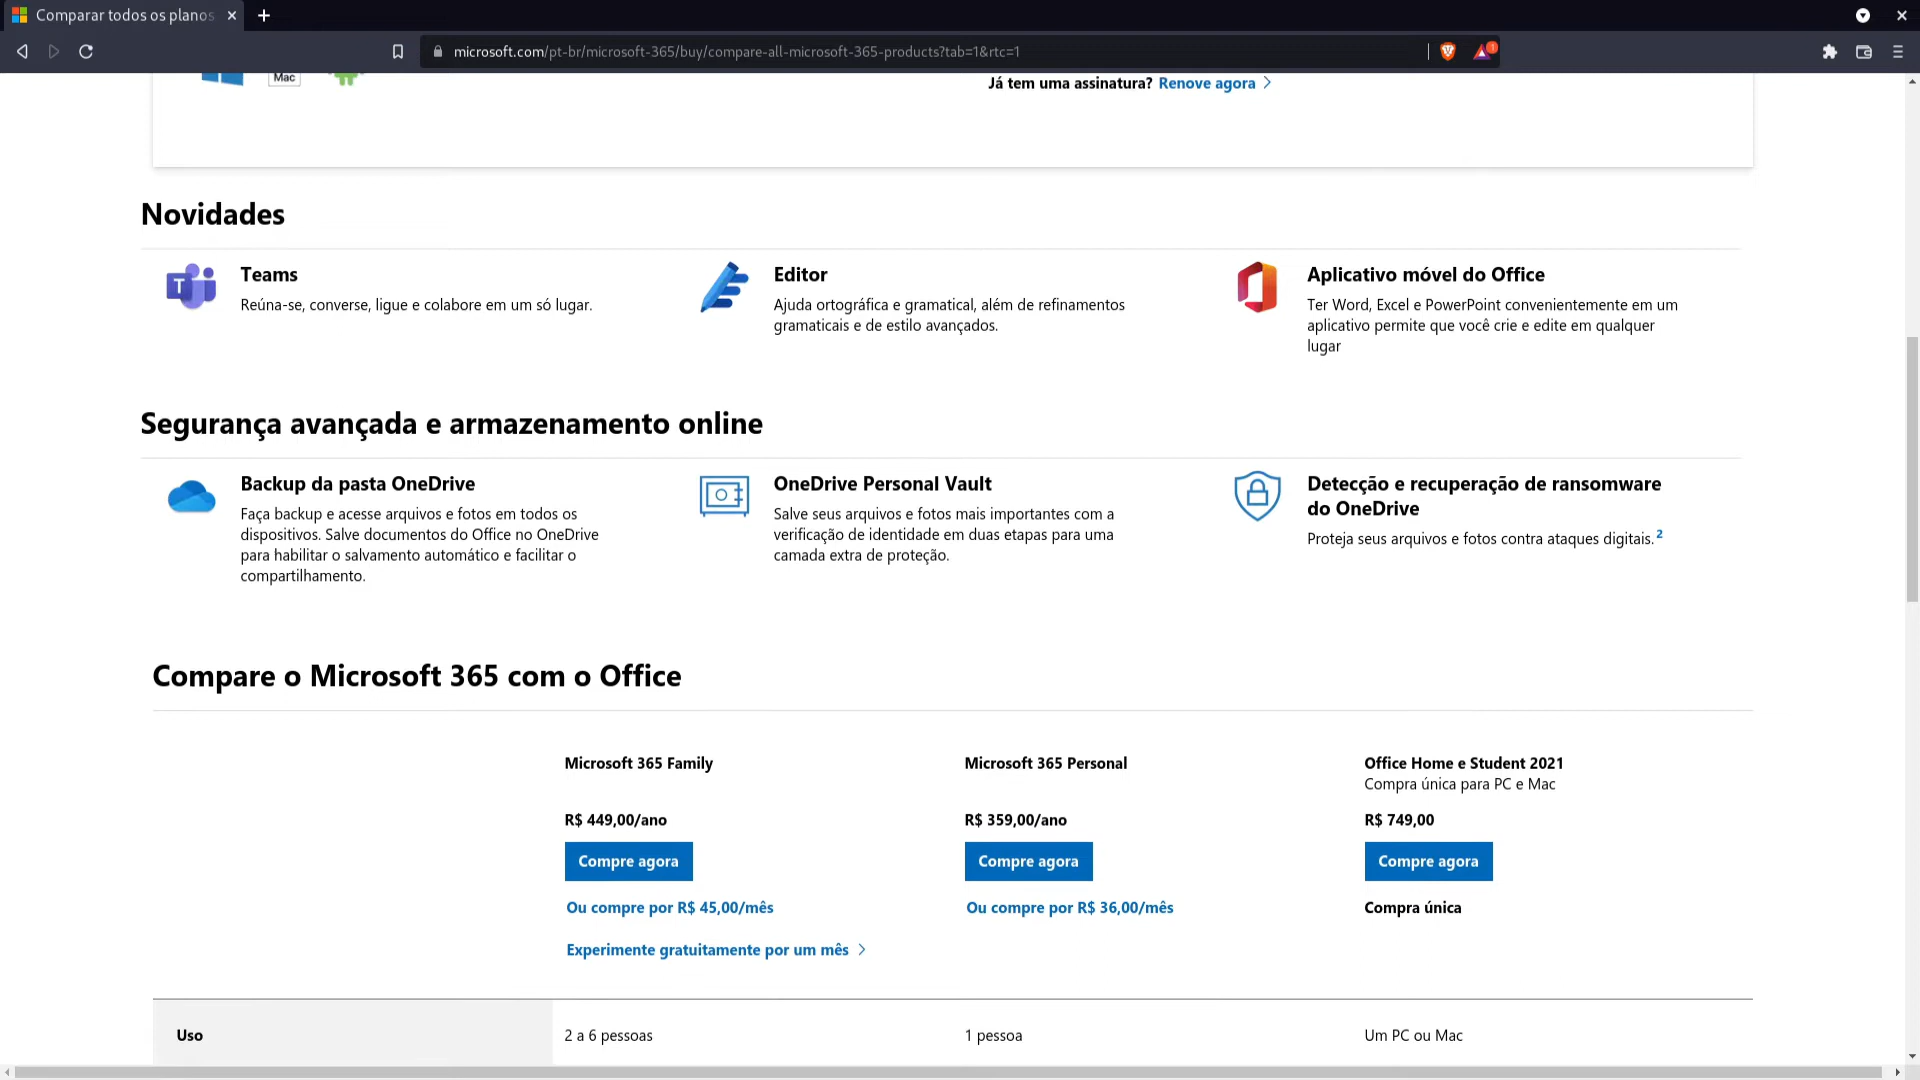 Comparar todos os planos
microsoft.com/pt-br/microsoft-365/buy/compare-all-microsoft-365-products?tab=1&rtc=1
1
Mac
Já tem uma assinatura? Renove agora
Novidades
T
Teams
Reúna-se, converse, ligue e colabore em um só lugar.
Editor
Ajuda ortográfica e gramatical, além de refinamentos
gramaticais e de estilo avançados.
Aplicativo móvel do Office
Ter Word, Excel e PowerPoint convenientemente em um
aplicativo permite que você crie e edite em qualquer
lugar
Segurança avançada e armazenamento online
Backup da pasta OneDrive
Faça backup e acesse arquivos e fotos em todos os
dispositivos. Salve documentos do Office no OneDrive
para habilitar o salvamento automático e facilitar o
compartilhamento.
OneDrive Personal Vault
Salve seus arquivos e fotos mais importantes com a
verificação de identidade em duas etapas para uma
camada extra de proteção.
Detecção e recuperação de ransomware
do OneDrive
Proteja seus arquivos e fotos contra ataques digitais.2
Compare o Microsoft 365 com o Office
Microsoft 365 Family
R$ 449,00/ano
Compre agora
Ou compre por R$ 45,00/mês
Experimente gratuitamente por um mês
Microsoft 365 Personal
R$ 359,00/ano
Compre agora
Ou compre por R$ 36,00/mês
Office Home e Student 2021
Compra única para PC e Mac
R$ 749,00
Compre agora
Compra única
Uso
2 a 6 pessoas
1 pessoa
Um PC ou Mac